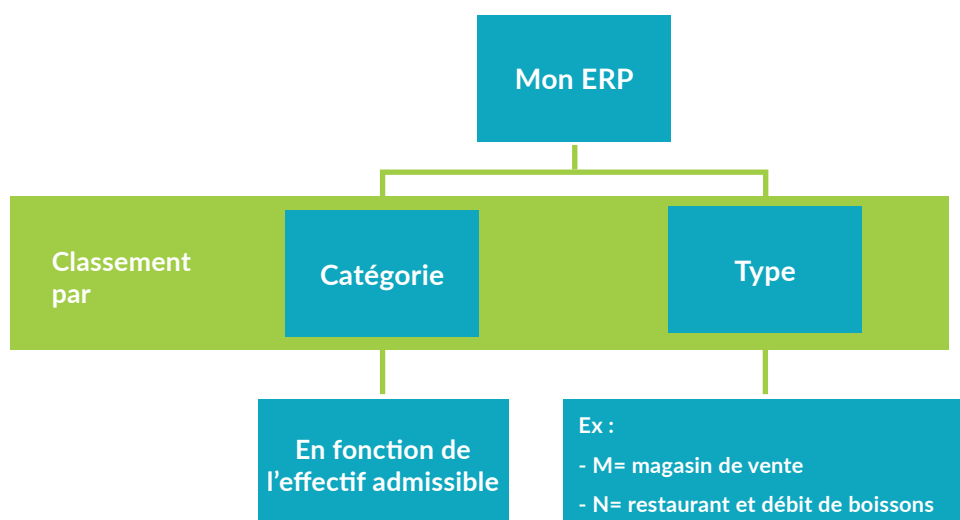 Mon ERP
Classement
par
Catégorie
Type
En fonction de
l'effectif admissible
Ex :
- M= magasin de vente
- N= restaurant et débit de boissons